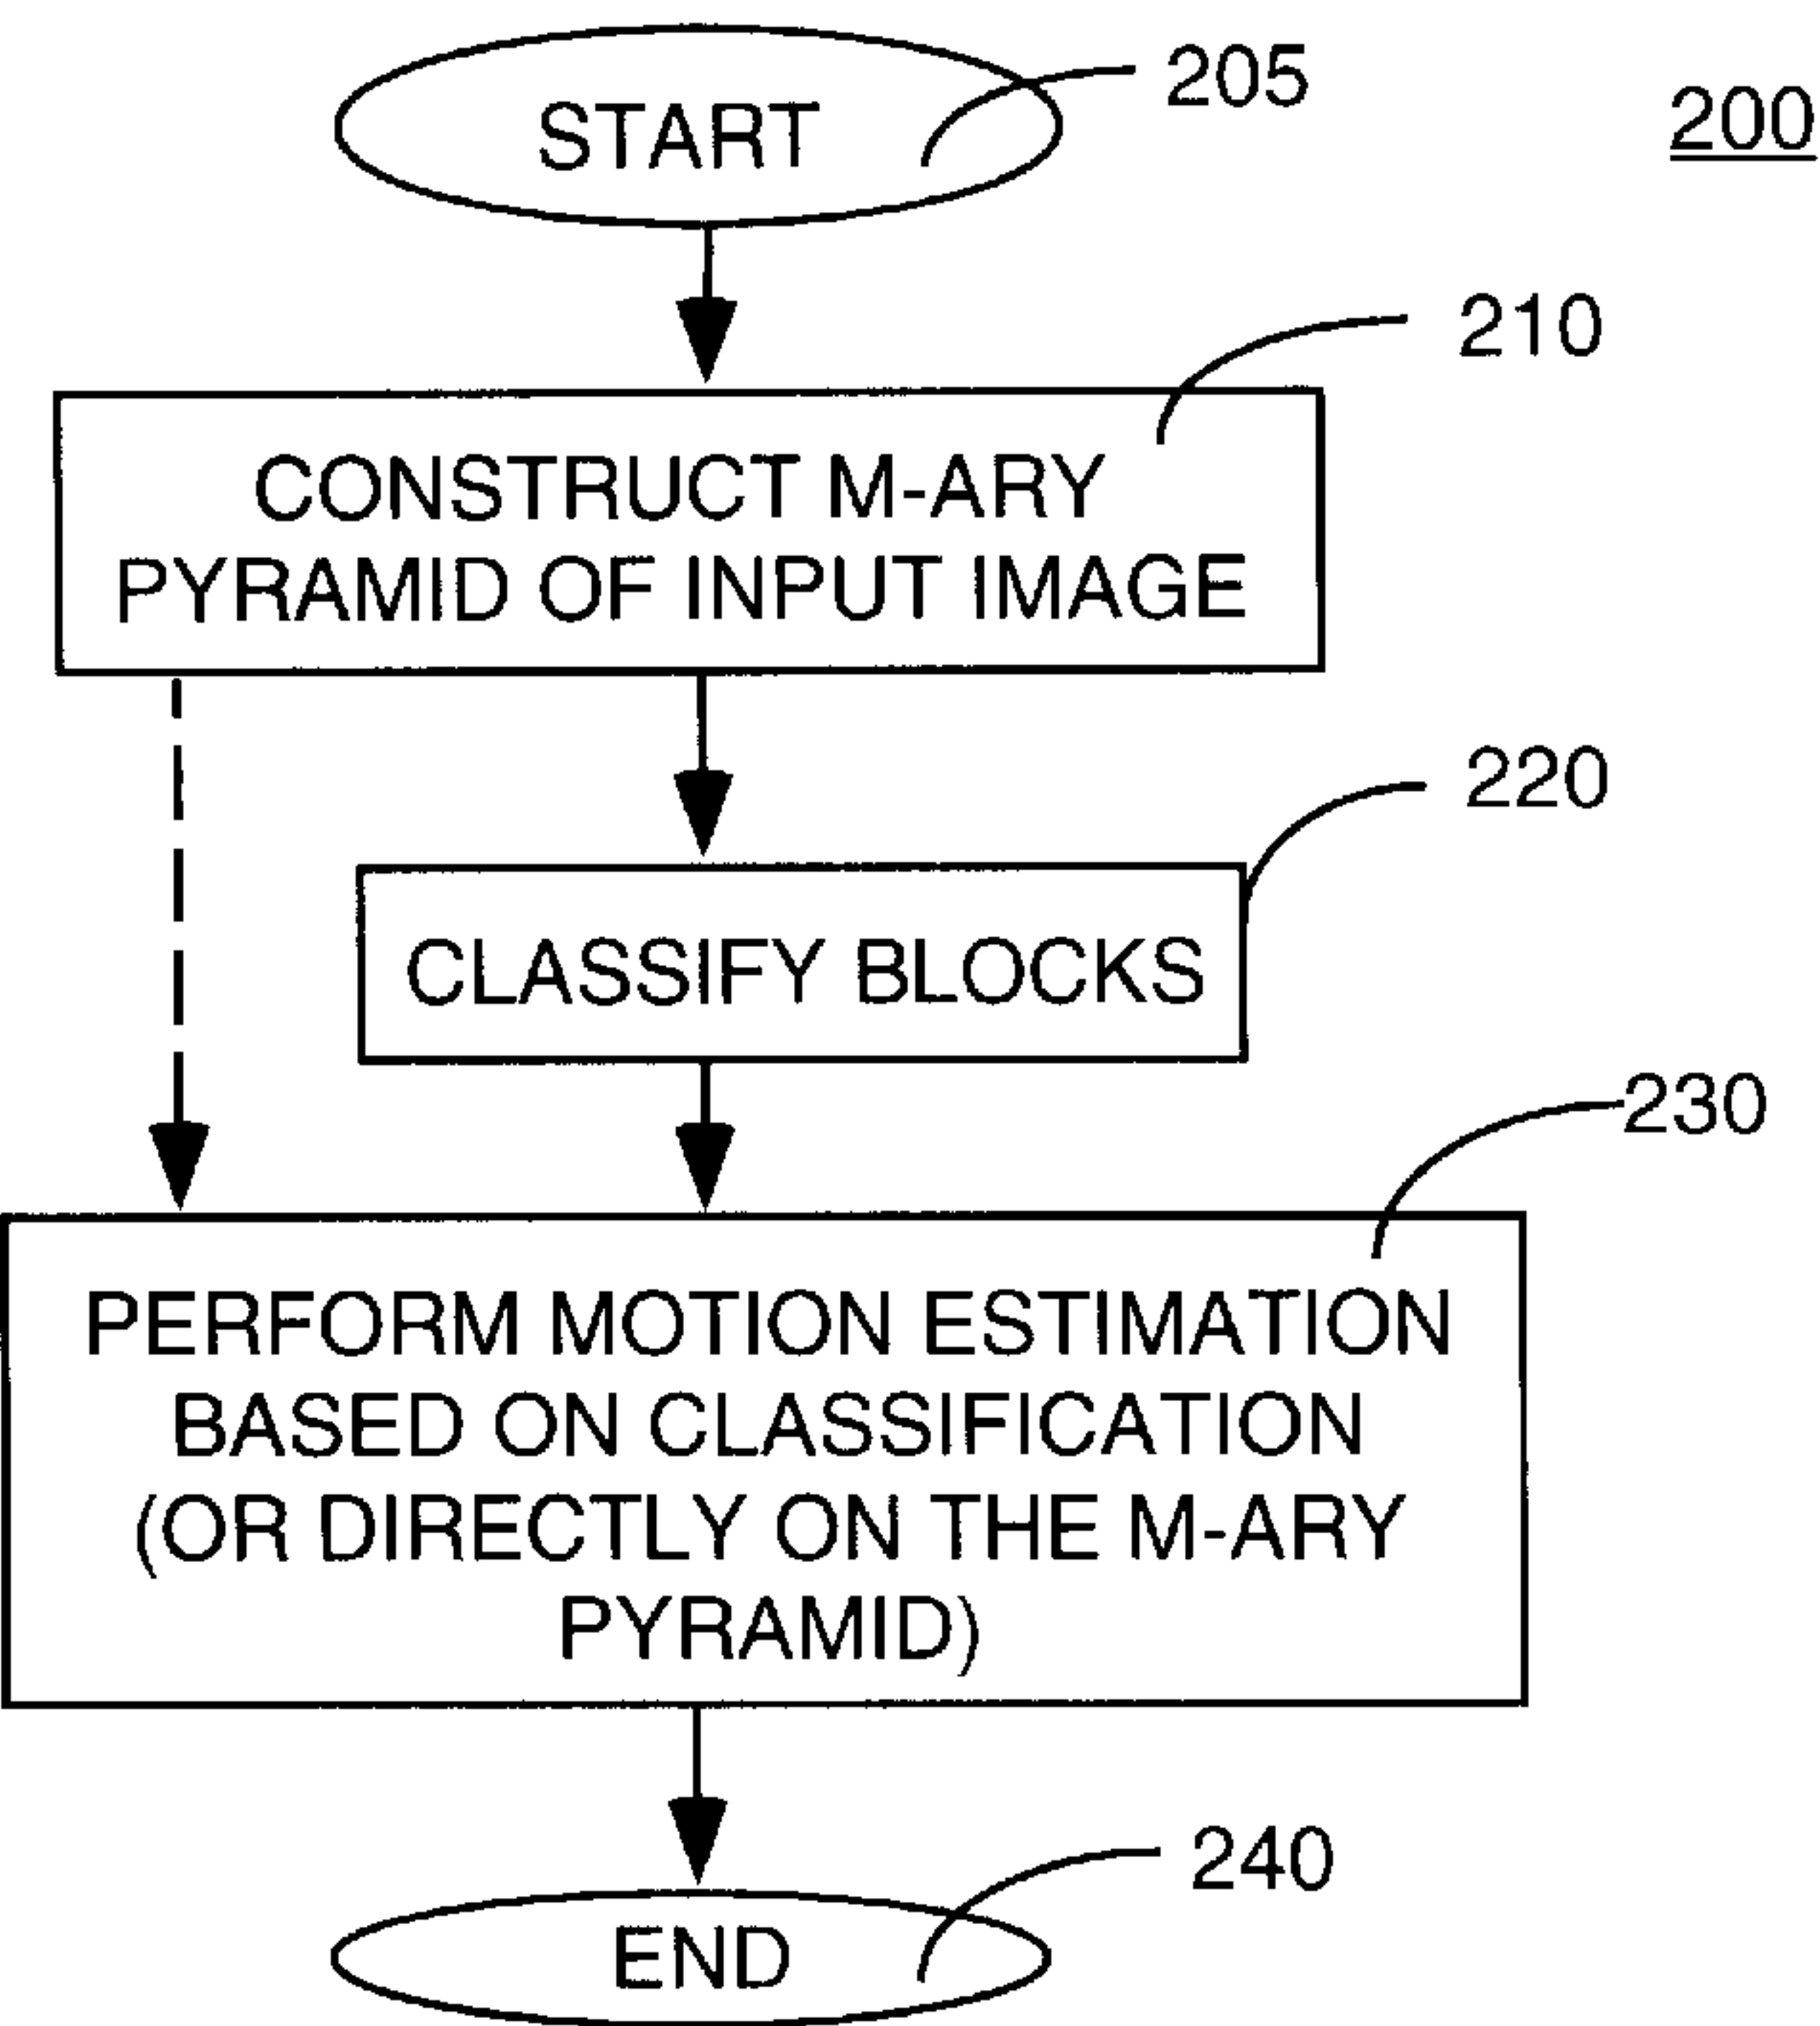 START
205
200
210
CONSTRUCT M-ARY
PYRAMID OF INPUT IMAGE
220
CLASSIFY BLOCKS
230
PERFORM MOTION ESTIMATION
BASED ON CLASSIFICATION
(OR DIRECTLY ON THE M-ARY
PYRAMID)
240
END